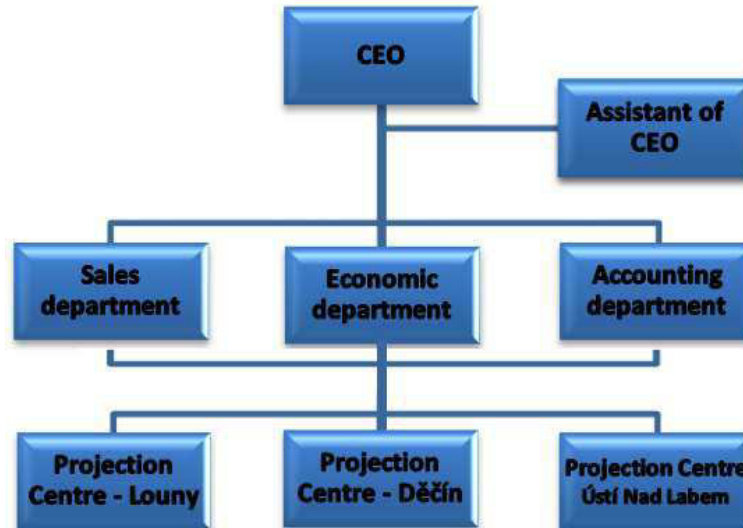 CEO
Assistant of
CEO
Sales
department
Economic
department
Accounting
department
Projection
Centre - Louny
Projection
Centre - Děčín
Projection Centre
Ústí Nad Labem